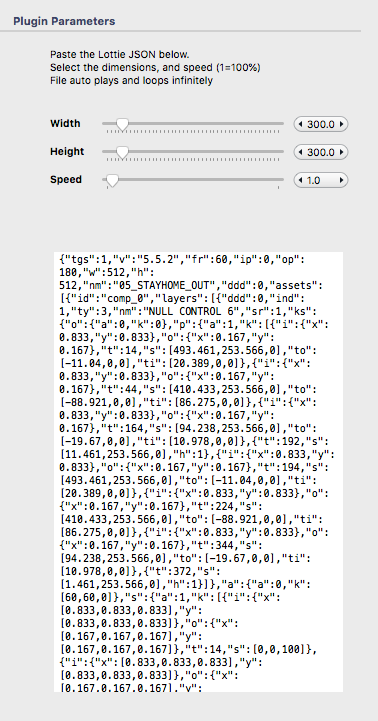 Plugin Parameters
Paste the Lottie JSON below.
Select the dimensions, and speed (1=100%)
File auto plays and loops infinitely
Width 300.0
Height 300.0
Speed 1.0
{"tgs":1,"v":"5.5.2","fr":60,"ip":0,"op":
180,"w":512,"h":
512,"nm":"05_STAYHOME_OUT","ddd":0,"assets":
[{"id":"comp_0","layers":[{"ddd":0,"ind":
1,"ty":3,"nm":"NULL CONTROL 6","sr":1,"ks":
{"o":{"a":0,"k":0},"p":{"a":1,"k":[{"i":{"x":
0.833,"y":0.833},"o":{"x":0.167,"y":
0.167},"t":14,"s":[493.461,253.566,0],"to":
[-11.04,0,0],"ti":[20.389,0,0]},{"i":{"x":
0.833,"y":0.833},"o":{"x":0.167,"y":
0.167},"t":44,"s":[410.433,253.566,0],"to":
[-88.921,0,0],"ti":[86.275,0,0]},{"i":{"x":
0.833,"y":0.833},"o":{"x":0.167,"y":
0.167},"t":164,"s":[94.238,253.566,0],"to":
[-19.67,0,0],"ti":[10.978,0,0]},{"t":192,"s":
[11.461,253.566,0],"h":1},{"i":{"x":0.833,"y":
0.833},"o":{"x":0.167,"y":0.167},"t":194,"s":
[493.461,253.566,0],"to":[-11.04,0,0],"ti":
[20.389,0,0]},{"i":{"x":0.833,"y":0.833},"o":
{"x":0.167,"y":0.167},"t":224,"s":
[410.433,253.566,0],"to":[-88.921,0,0],"ti":
[86.275,0,0]},{"i":{"x":0.833,"y":0.833},"o":
{"x":0.167,"y":0.167},"t":344,"s":
[94.238,253.566,0],"to":[-19.67,0,0],"ti":
[10.978,0,0]},{"t":372,"s":
[1.461,253.566,0],"h":1}]},"a":{"a":0,"k":
[60,60,0]},"s":{"a":1,"k":[{"i":{"x":
[0.833,0.833,0.833],"y":
[0.833,0.833,0.833]},"o":{"x":
[0.167,0.167,0.167],"y":
[0.167,0.167,0.167]},"t":14,"s":[0,0,100]},
{"i":{"x":[0.833,0.833,0.833],"y":
[0.833,0.833,0.833]},"o":{"x":
[0.167,0.167,0.167],"y":